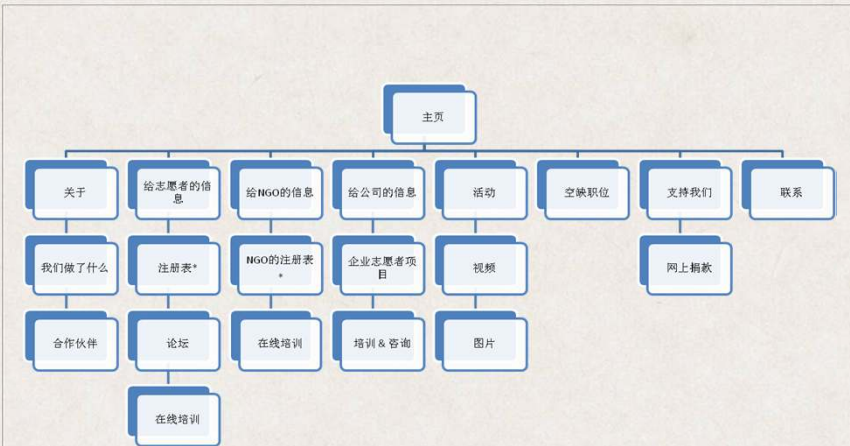 主页
关于
给志愿者的信
息
给NGO的信息
给公司的信息
活动
空缺职位
支持我们
联系
我们做了什么
注册表*
NGO的注册表
*
企业志愿者项
目
视频
网上捐款
合作伙伴
论坛
在线培训
培训 & 咨询
图片
在线培训